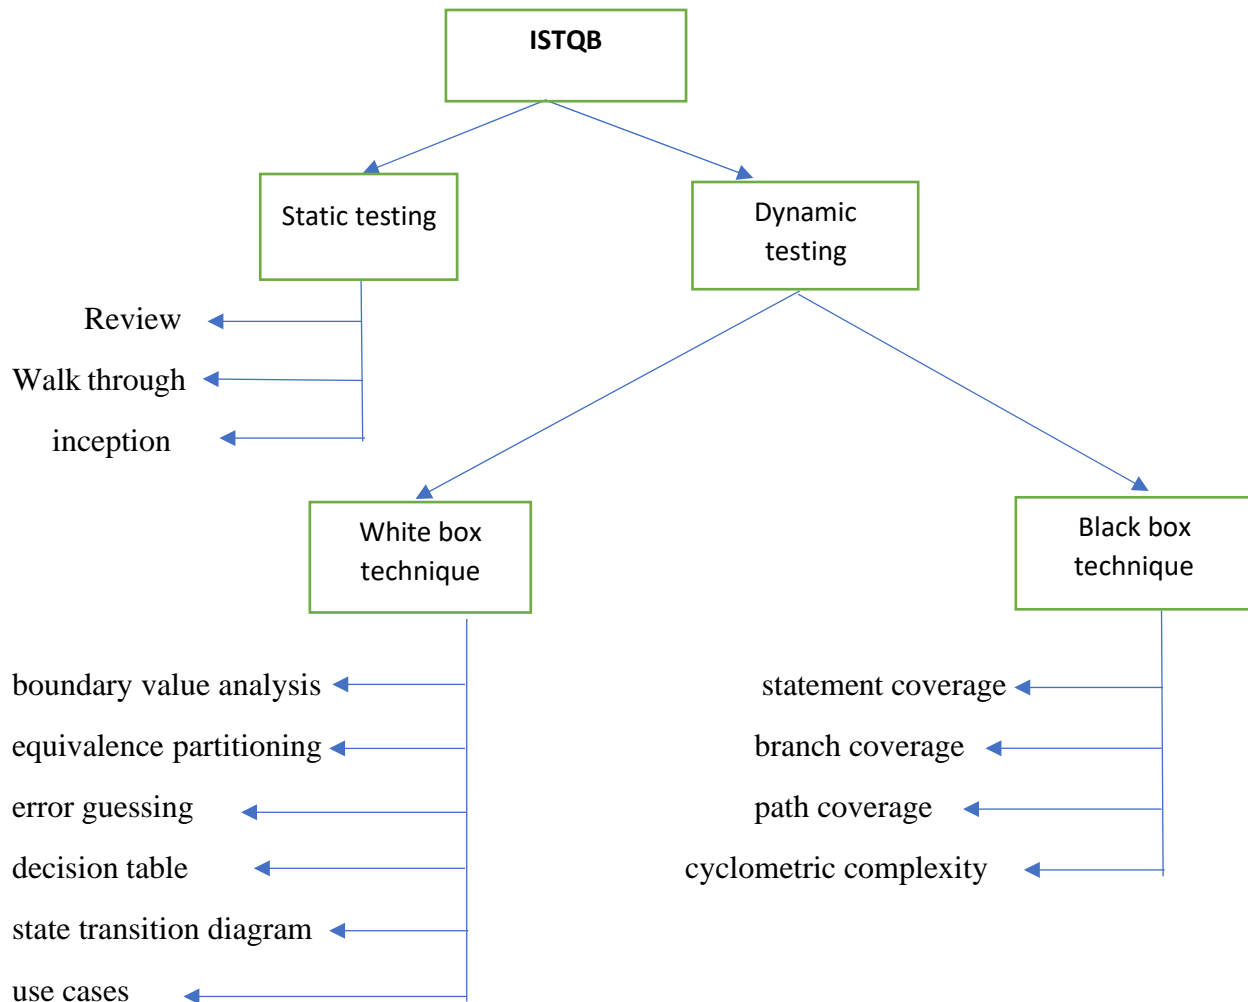 ISTQB
Static testing
Dynamic
testing
Review
Walk through
inception
White box
technique
Black box
technique
boundary value analysis
equivalence partitioning
error guessing
decision table
state transition diagram
use cases
statement coverage
branch coverage
path coverage
cyclometric complexity